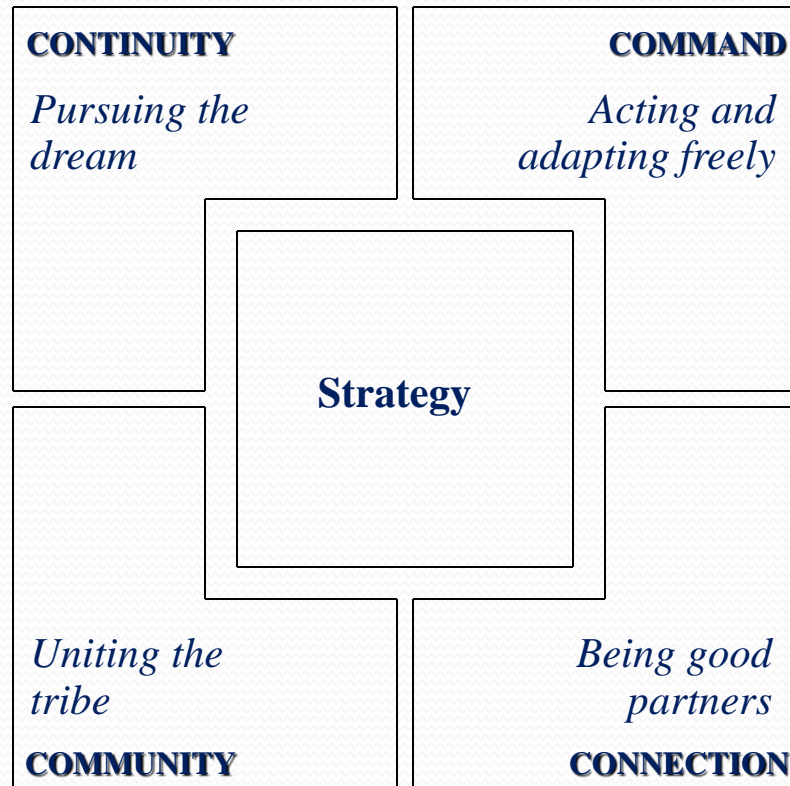 CONTINUITY
Pursuing the
dream
COMMAND
Acting and
adapting freely
Strategy
Uniting the
tribe
COMMUNITY
Being good
partners
CONNECTION